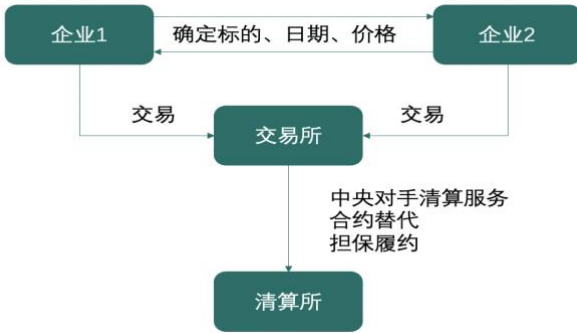 企业1
确定标的、日期、价格
企业2
交易
交易
交易所
中央对手清算服务
合约替代
担保履约
清算所